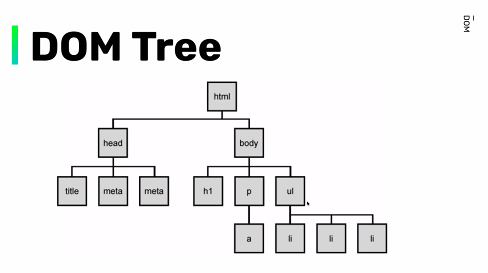 DOM Tree
DOM
html
head body
title meta meta h1 p ul
a li li li